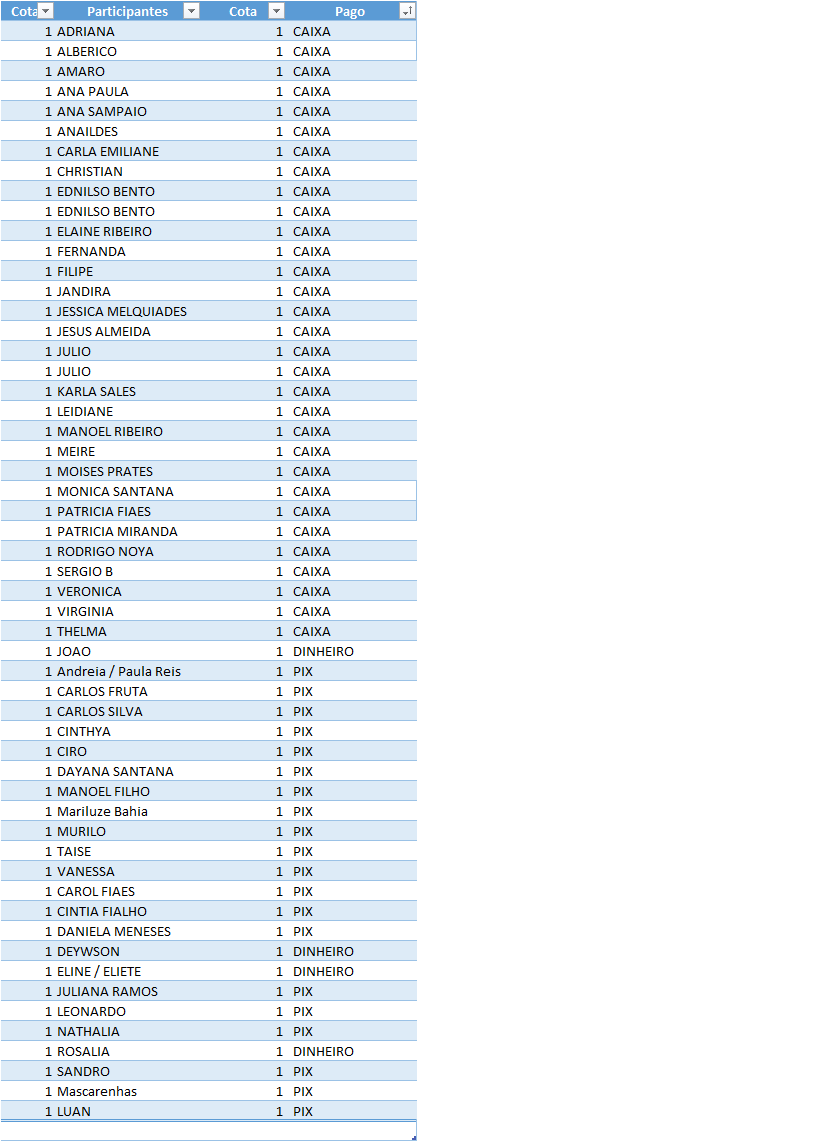 Cota Participantes Cota Pago
1 ADRIANA 1 CAIXA
1 ALBERICO 1 CAIXA
1 AMARO 1 CAIXA
1 ANA PAULA 1 CAIXA
1 ANA SAMPAIO 1 CAIXA
1 ANAILDES 1 CAIXA
1 CARLA EMILIANE 1 CAIXA
1 CHRISTIAN 1 CAIXA
1 EDNILSO BENTO 1 CAIXA
1 EDNILSO BENTO 1 CAIXA
1 ELAINE RIBEIRO 1 CAIXA
1 FERNANDA 1 CAIXA
1 FILIPE 1 CAIXA
1 JANDIRA 1 CAIXA
1 JESSICA MELQUIADES 1 CAIXA
1 JESUS ALMEIDA 1 CAIXA
1 JULIO 1 CAIXA
1 JULIO 1 CAIXA
1 KARLA SALES 1 CAIXA
1 LEIDIANE 1 CAIXA
1 MANOEL RIBEIRO 1 CAIXA
1 MEIRE 1 CAIXA
1 MOISES PRATES 1 CAIXA
1 MONICA SANTANA 1 CAIXA
1 PATRICIA FIAES 1 CAIXA
1 PATRICIA MIRANDA 1 CAIXA
1 RODRIGO NOYA 1 CAIXA
1 SERGIO B 1 CAIXA
1 VERONICA 1 CAIXA
1 VIRGINIA 1 CAIXA
1 THELMA 1 CAIXA
1 JOAO 1 DINHEIRO
1 Andreia / Paula Reis 1 PIX
1 CARLOS FRUTA 1 PIX
1 CARLOS SILVA 1 PIX
1 CINTHYA 1 PIX
1 CIRO 1 PIX
1 DAYANA SANTANA 1 PIX
1 MANOEL FILHO 1 PIX
1 Mariluze Bahia 1 PIX
1 MURILO 1 PIX
1 TAISE 1 PIX
1 VANESSA 1 PIX
1 CAROL FIAES 1 PIX
1 CINTIA FIALHO 1 PIX
1 DANIELA MENESES 1 PIX
1 DEYWSON 1 DINHEIRO
1 ELINE / ELIETE 1 DINHEIRO
1 JULIANA RAMOS 1 PIX
1 LEONARDO 1 PIX
1 NATHALIA 1 PIX
1 ROSALIA 1 DINHEIRO
1 SANDRO 1 PIX
1 Mascarenhas 1 PIX
1 LUAN 1 PIX